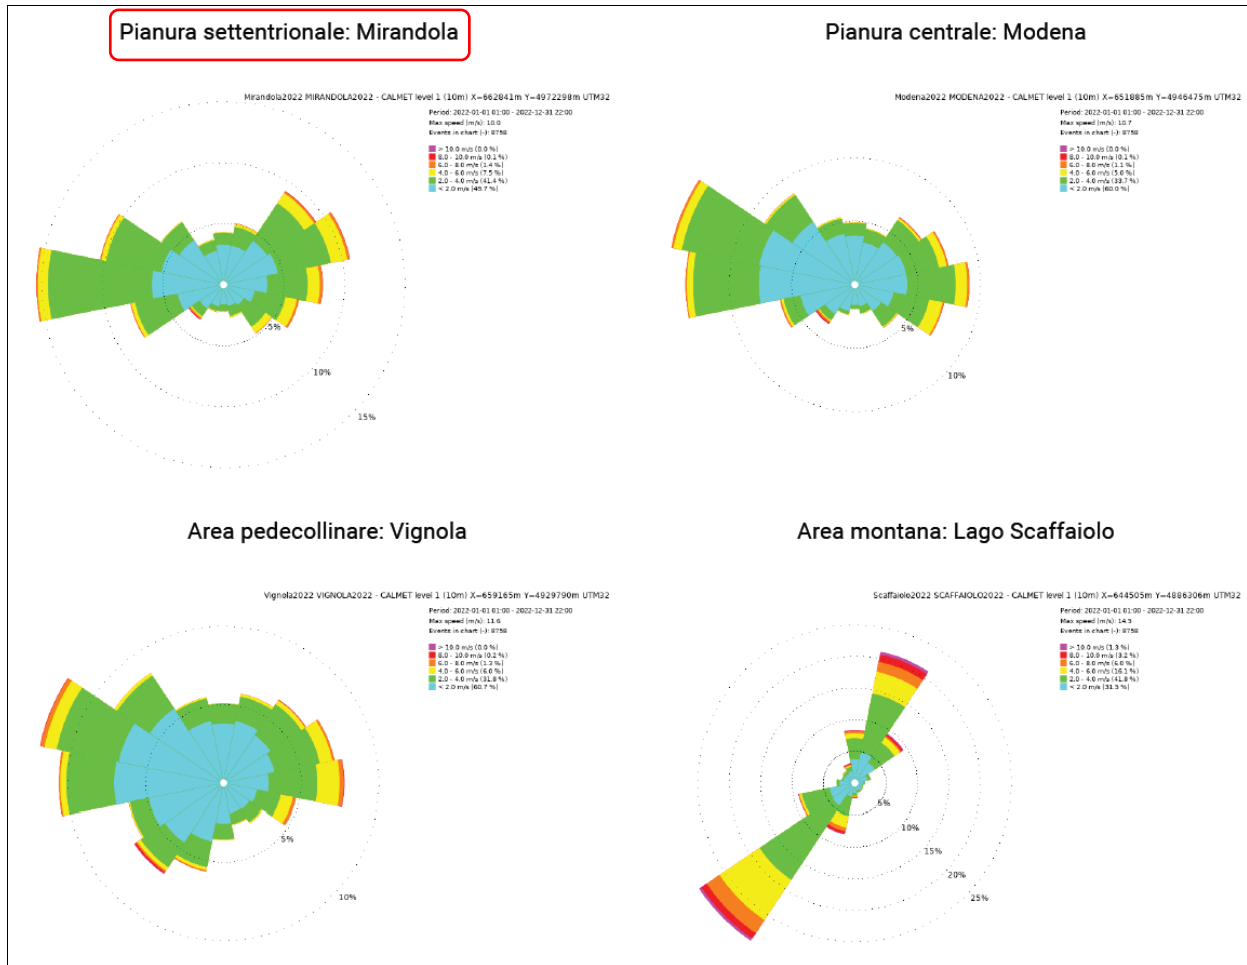 Pianura settentrionale: Mirandola
Mirandola2022 MIRANDOLA2022 - CALMET level 1 (10m) X=662841m Y=4972298m UTM32
Period: 2022-01-01 01:00 - 2022-12-31 22:00
Max speed (m/s): 10.0
Events in chart (-): 8758
> 10.0 m/s (0.0 %)
8.0 - 10.0 m/s (0.1 %)
6.0 - 8.0 m/s (1.4 %)
4.0 - 6.0 m/s (7.5 %)
2.0 - 4.0 m/s (41.4 %)
< 2.0 m/s (49.7 %)
5%
10%
15%
Pianura centrale: Modena
Modena2022 MODENA2022 - CALMET level 1 (10m) X=651885m Y=4946475m UTM32
Period: 2022-01-01 01:00 - 2022-12-31 22:00
Max speed (m/s): 10.7
Events in chart (-): 8758
> 10.0 m/s (0.0 %)
8.0 - 10.0 m/s (0.1 %)
6.0 - 8.0 m/s (1.1 %)
4.0 - 6.0 m/s (5.0 %)
2.0 - 4.0 m/s (33.7 %)
< 2.0 m/s (60.0 %)
5%
10%
Area pedecollinare: Vignola
Vignola2022 VIGNOLA2022 - CALMET level 1 (10m) X=659165m Y=4929790m UTM32
Period: 2022-01-01 01:00 - 2022-12-31 22:00
Max speed (m/s): 11.6
Events in chart (-): 8758
> 10.0 m/s (0.0 %)
8.0 - 10.0 m/s (0.2 %)
6.0 - 8.0 m/s (1.3 %)
4.0 - 6.0 m/s (6.0 %)
2.0 - 4.0 m/s (31.8 %)
< 2.0 m/s (60.7 %)
5%
10%
Area montana: Lago Scaffaiolo
Scaffaiolo2022 SCAFFAIOLO2022 - CALMET level 1 (10m) X=644505m Y=4886306m UTM32
Period: 2022-01-01 01:00 - 2022-12-31 22:00
Max speed (m/s): 14.5
Events in chart (-): 8758
> 10.0 m/s (1.3 %)
8.0 - 10.0 m/s (3.2 %)
6.0 - 8.0 m/s (6.0 %)
4.0 - 6.0 m/s (16.1 %)
2.0 - 4.0 m/s (41.8 %)
< 2.0 m/s (31.5 %)
5%
10%
15%
20%
25%